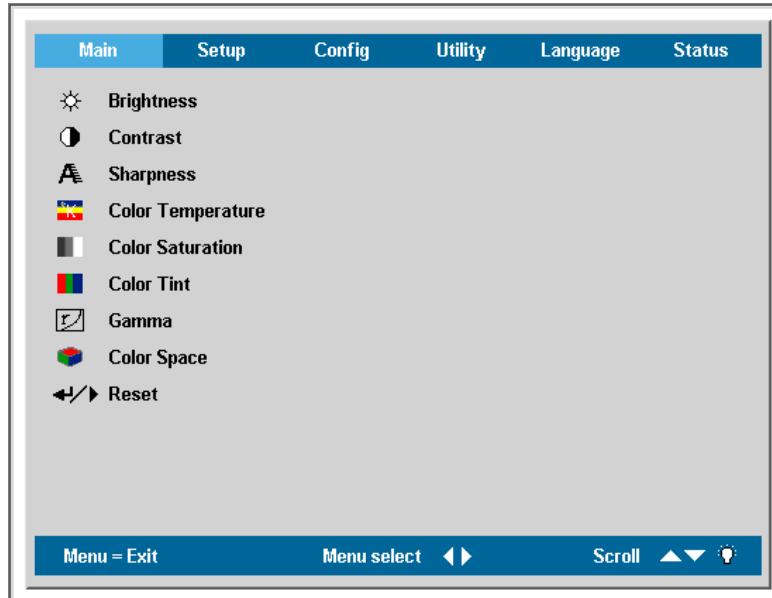 Main Setup Config Utility Language Status
Brightness
Contrast
Sharpness
Color Temperature
Color Saturation
Color Tint
Gamma
Color Space
Reset
Menu = Exit Menu select Scroll